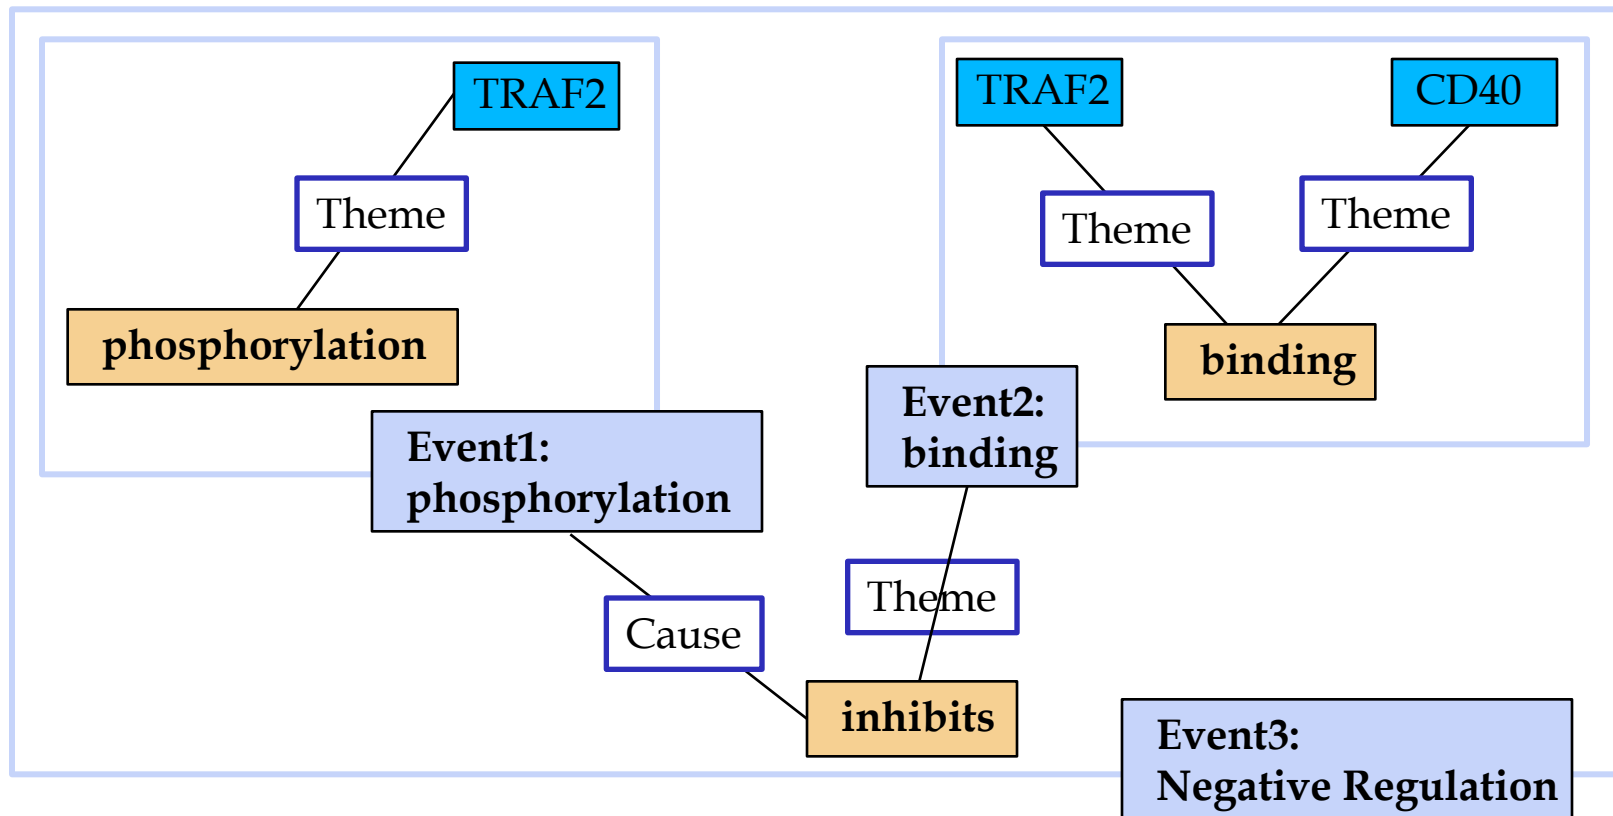 TRAF2
TRAF2
CD40
Theme
Theme
Theme
phosphorylation
binding
Event1:
phosphorylation
Event2:
binding
Theme
Cause
inhibits
Event3:
Negative Regulation